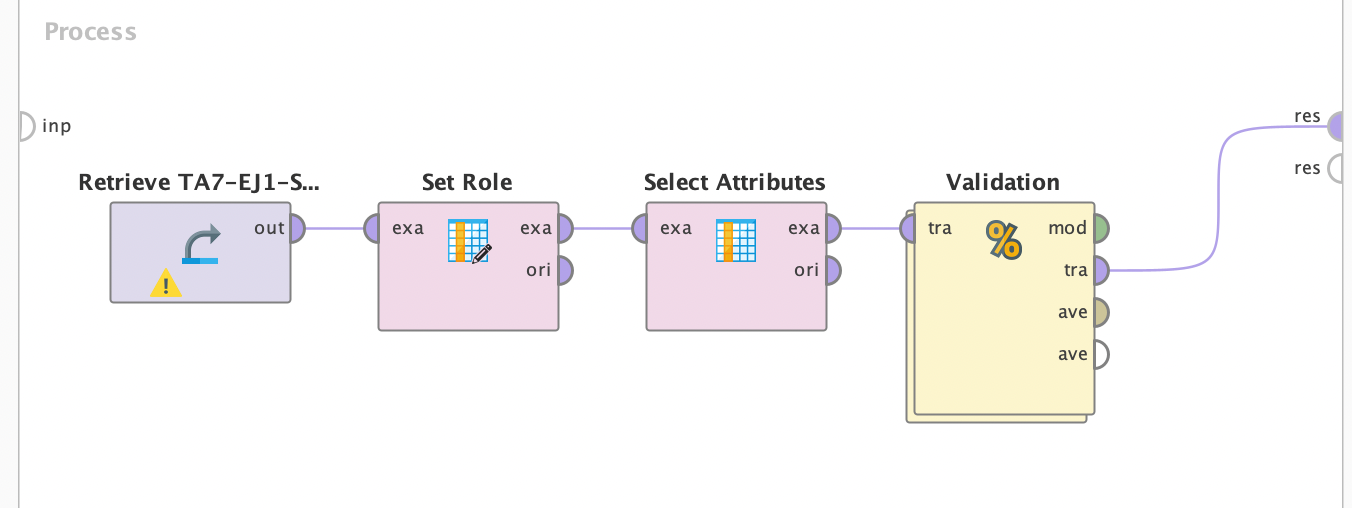 Process
inp
res
res
Retrieve TA7-EJ1-S...
out
Set Role
exa
exa
ori
Select Attributes
exa
exa
ori
Validation
tra
mod
tra
ave
ave